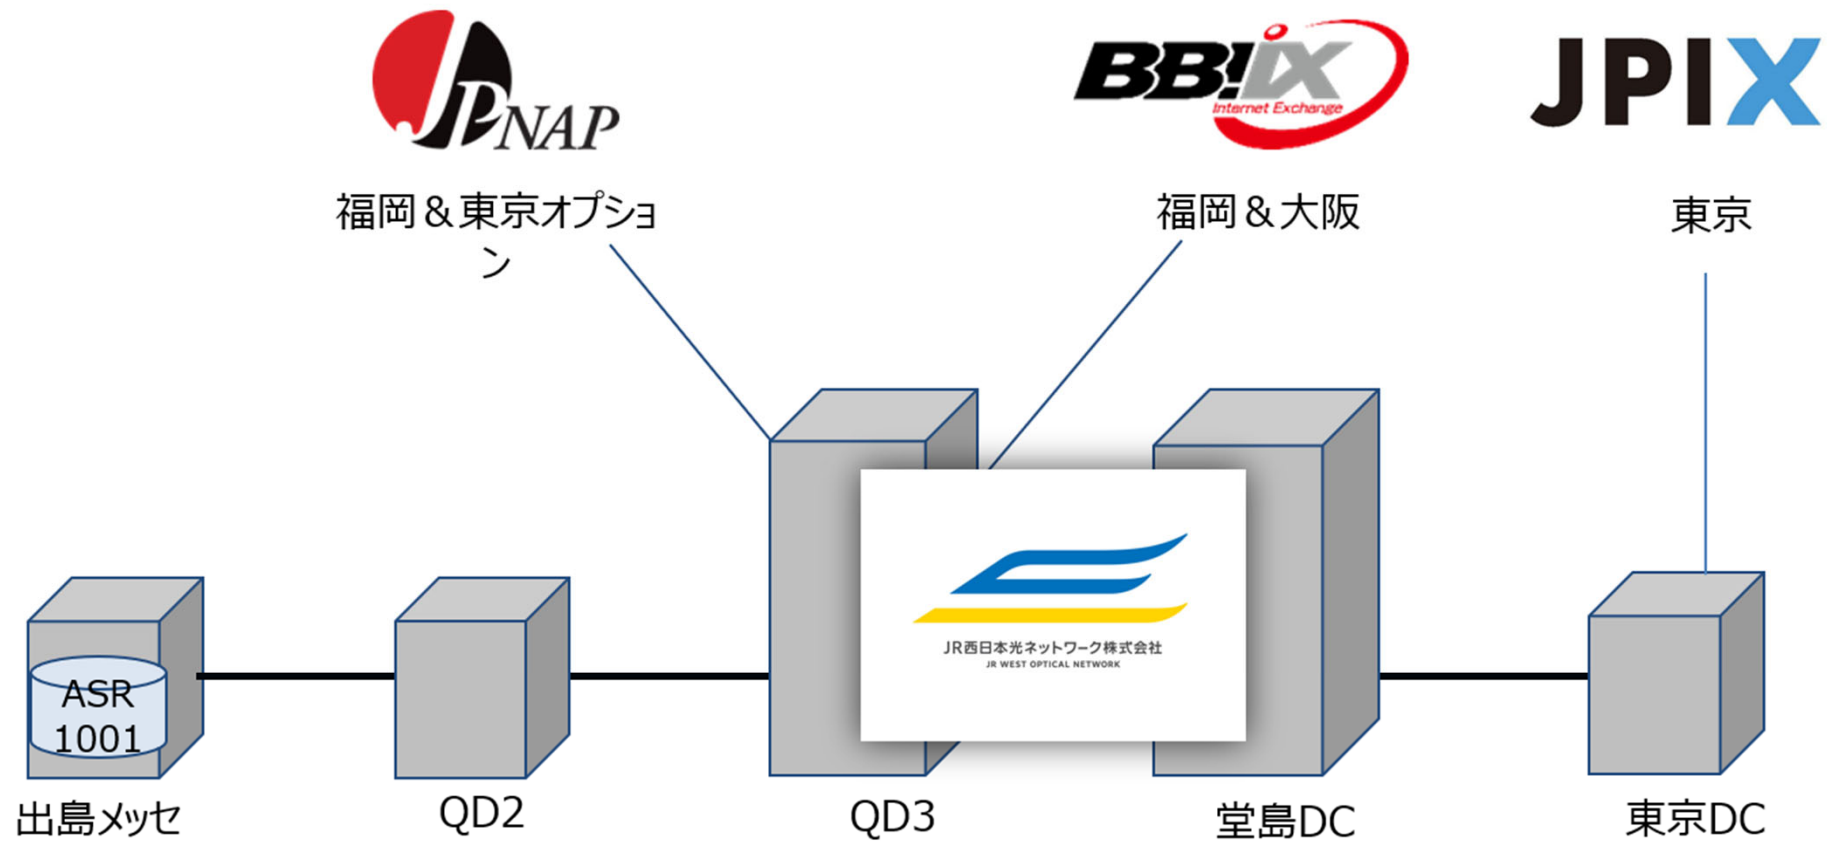 JPNAP
BB!iX
Internet Exchange
JPIX
福岡＆東京オプショ
ン
福岡＆大阪
東京
JR西日本光ネットワーク株式会社
JR WEST OPTICAL NETWORK
ASR
1001
出島メッセ
QD2
QD3
堂島DC
東京DC